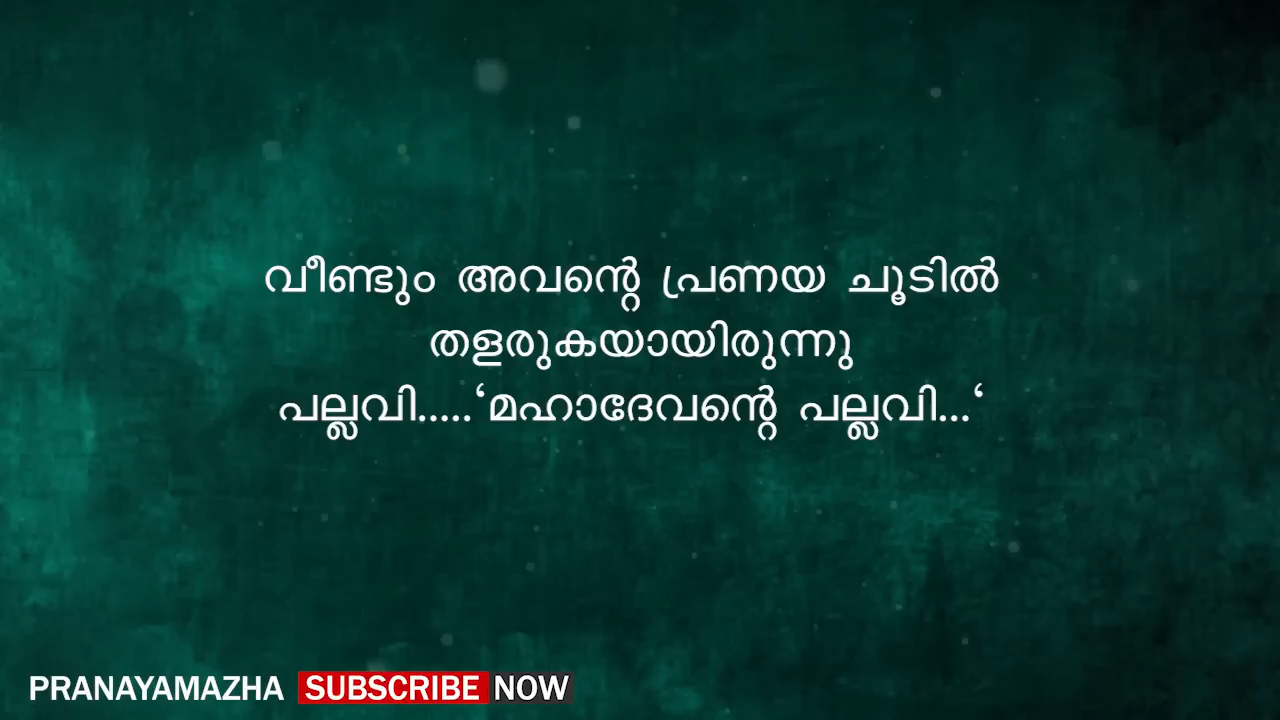 വീണ്ടും അവന്റെ പ്രണയ ചൂടിൽ
തളരുകയായിരുന്നു
പല്ലവി.....‘മഹാദേവന്റെ പല്ലവി...‘
PRANAYAMAZHA SUBSCRIBE NOW